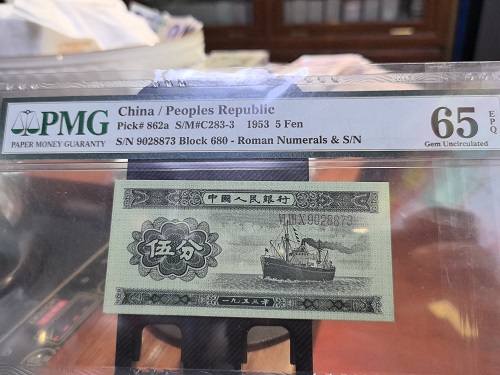 PMG
PAPER MONEY GUARANTY
China / Peoples Republic
Pick# 862a S/M#C283-3 1953 5 Fen
S/N 9028873 Block 680 - Roman Numerals & S/N
65 EPQ
Gem Uncirculated
中國人民銀行
9028873
伍分
一九五三年